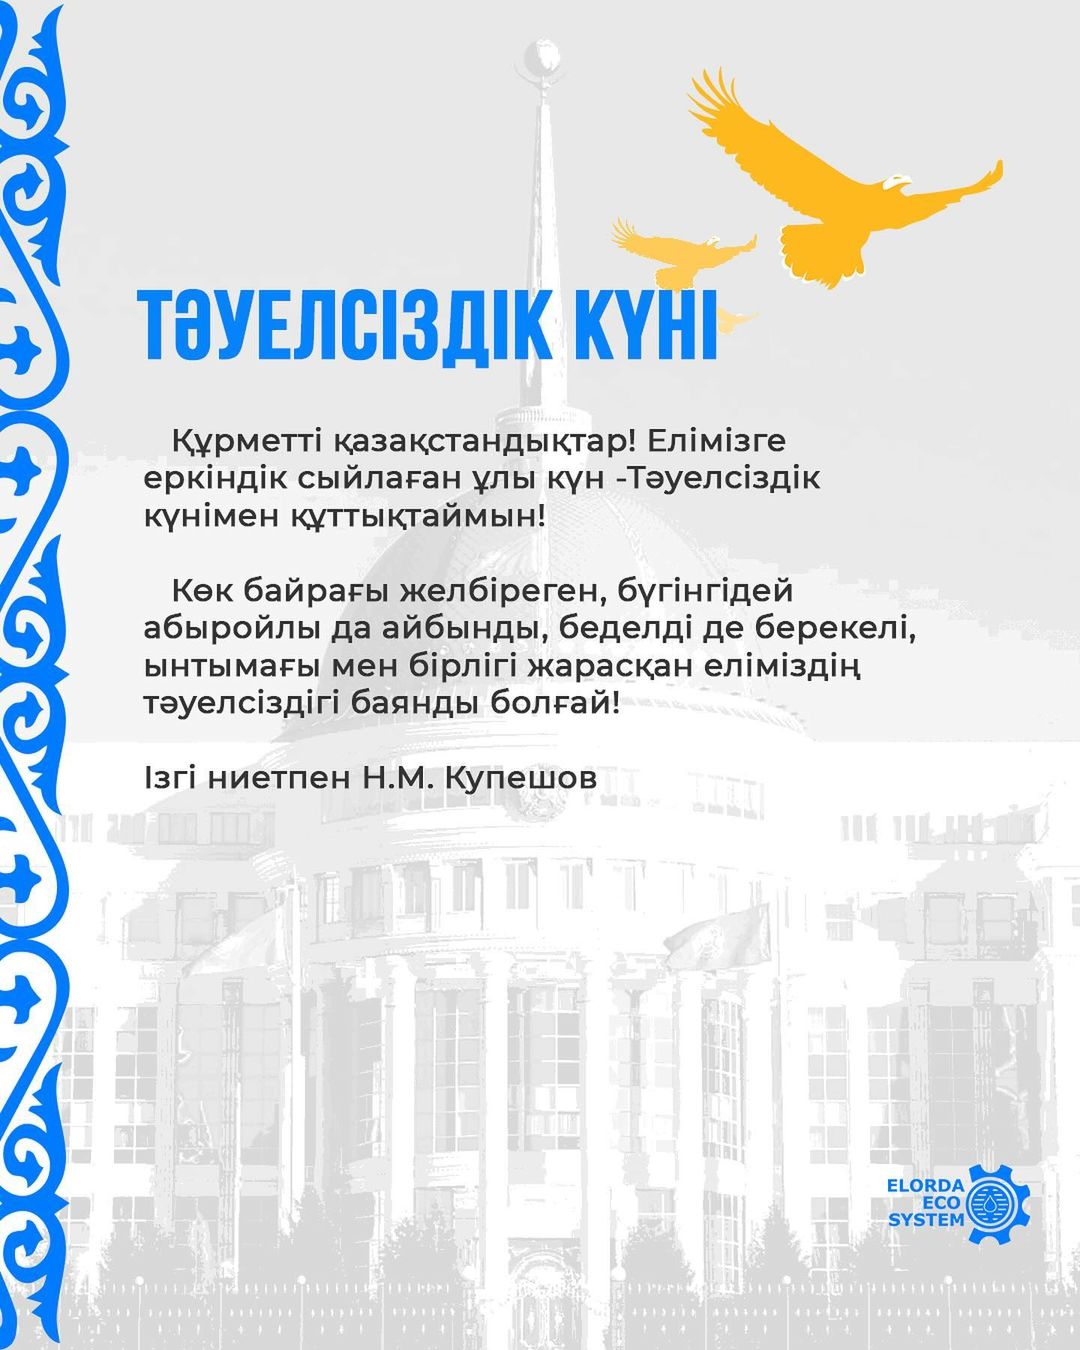 ТӘУЕЛСІЗДІК КҮНІ
Құрметті қазақстандықтар! Елімізге
еркіндік сыйлаған ұлы күн -Тәуелсіздік
күнімен құттықтаймын!
Көк байрағы желбіреген, бүгінгідей
абыройлы да айбынды, беделді де берекелі,
ынтымағы мен бірлігі жарасқан еліміздің
тәуелсіздігі баянды болғай!
Ізгі ниетпен Н.М. Купешов
ELORDA
ECO
SYSTEM